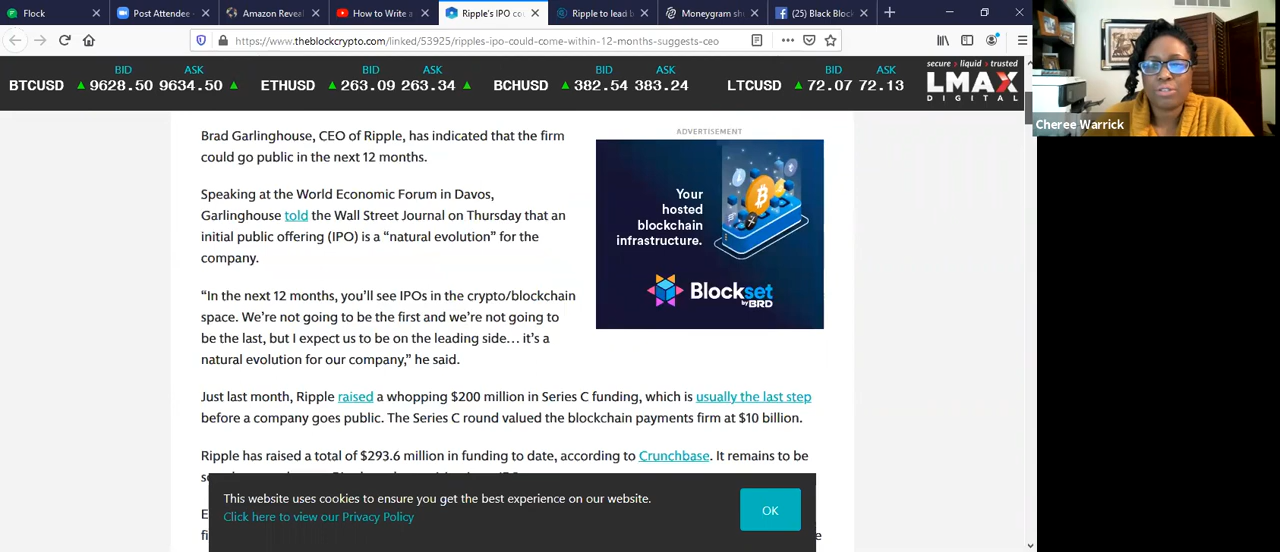 Flock
Post Attendee -
Amazon Reveal
How to Write a
Ripple's IPO co
Ripple to lead b
Moneygram sh
(25) Black Bloc
https://www.theblockcrypto.com/linked/53925/ripples-ipo-could-come-within-12-months-suggests-ceo
BID ASK BID ASK BID ASK BID ASK
BTCUSD 9628.50 9634.50 ETHUSD 263.09 263.34 BCHUSD 382.54 383.24 LTCUSD 72.07 72.13
secure liquid trusted
LMAX
DIGITAL
Cheree Warrick
Brad Garlinghouse, CEO of Ripple, has indicated that the firm
could go public in the next 12 months.
Speaking at the World Economic Forum in Davos,
Garlinghouse told the Wall Street Journal on Thursday that an
initial public offering (IPO) is a “natural evolution” for the
company.
“In the next 12 months, you’ll see IPOs in the crypto/blockchain
space. We’re not going to be the first and we’re not going to
be the last, but I expect us to be on the leading side… it’s a
natural evolution for our company,” he said.
ADVERTISEMENT
Your
hosted
blockchain
infrastructure.
Blockset
by BRD
Just last month, Ripple raised a whopping $200 million in Series C funding, which is usually the last step
before a company goes public. The Series C round valued the blockchain payments firm at $10 billion.
Ripple has raised a total of $293.6 million in funding to date, according to Crunchbase. It remains to be
This website uses cookies to ensure you get the best experience on our website.
Click here to view our Privacy Policy
OK